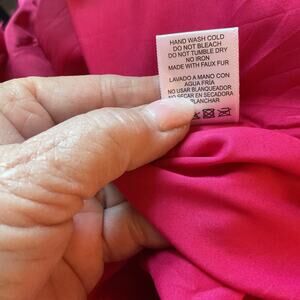 HAND WASH COLD
DO NOT BLEACH
DO NOT TUMBLE DRY
NO IRON
MADE WITH FAUX FUR
LAVADO A MANO CON
AGUA FRÍA
NO USAR BLANQUEADOR
NO SECAR EN SECADORA
PLANCHAR